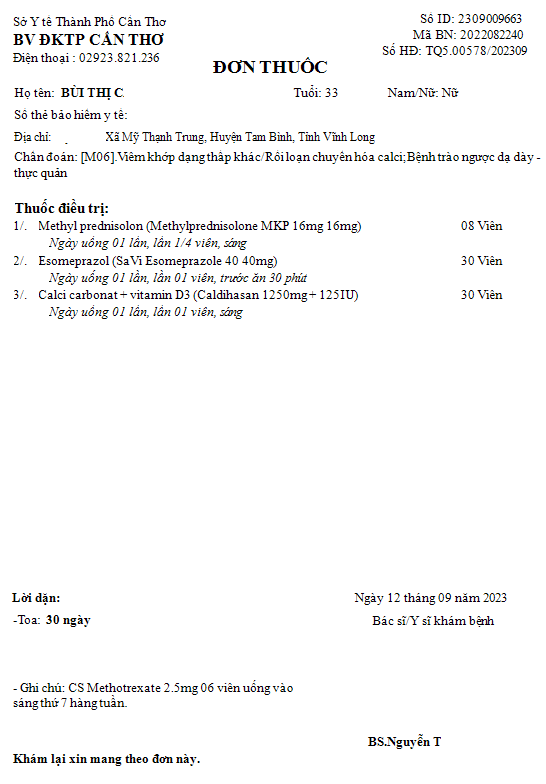 Sở Y tế Thành Phố Cần Thơ
Số ID: 2309009663
BV ĐKTP CẦN THƠ
Mã BN: 2022082240
Điện thoại : 02923.821.236
Số HĐ: TQ5.00578/202309
ĐƠN THUỐC
Họ tên: BÙI THỊ C
Tuổi: 33
Nam/Nữ: Nữ
Số thẻ bảo hiểm y tế:
Địa chỉ: Xã Mỹ Thạnh Trung, Huyện Tam Bình, Tỉnh Vĩnh Long
Chẩn đoán: [M06].Viêm khớp dạng thấp khác/Rối loạn chuyển hóa calci;Bệnh trào ngược dạ dày -
thực quản
Thuốc điều trị:
1/. Methyl prednisolon (Methylprednisolone MKP 16mg 16mg) 08 Viên
Ngày uống 01 lần, lần 1/4 viên, sáng
2/. Esomeprazol (SaVi Esomeprazole 40 40mg) 30 Viên
Ngày uống 01 lần, lần 01 viên, trước ăn 30 phút
3/. Calci carbonat + vitamin D3 (Caldihasan 1250mg + 125IU) 30 Viên
Ngày uống 01 lần, lần 01 viên, sáng
Lời dặn:
Ngày 12 tháng 09 năm 2023
-Toa: 30 ngày
Bác sĩ/Y sĩ khám bệnh
- Ghi chú: CS Methotrexate 2.5mg 06 viên uống vào
sáng thứ 7 hàng tuần.
BS.Nguyễn T
Khám lại xin mang theo đơn này.